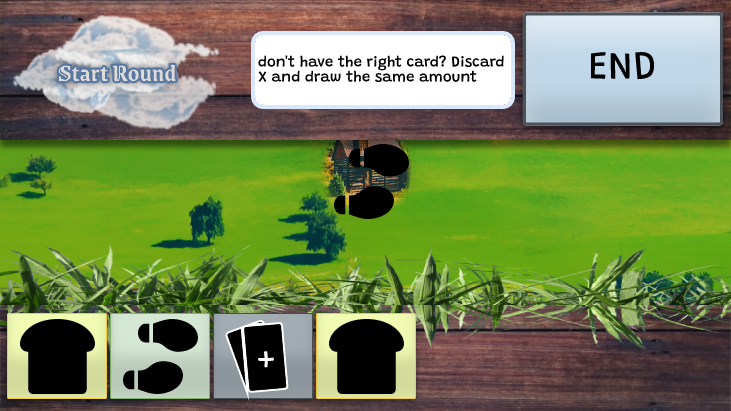 Start Round
don't have the right card? Discard
X and draw the same amount
END
+